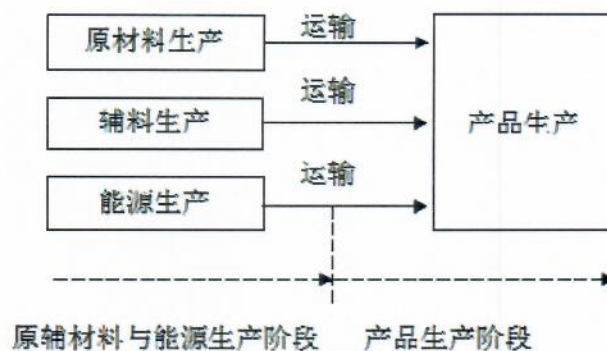 原材料生产
运输
辅料生产
运输
产品生产
能源生产
运输
原辅材料与能源生产阶段
产品生产阶段